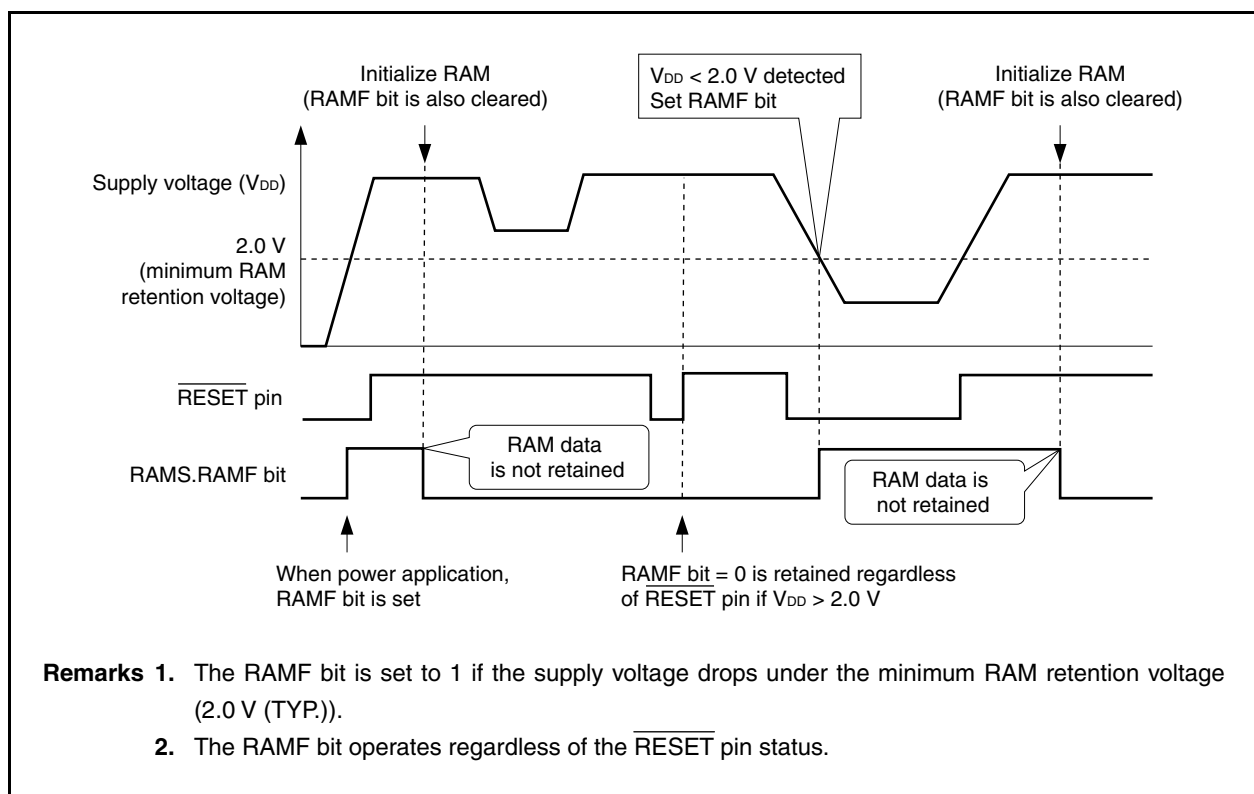 Initialize RAM
(RAMF bit is also cleared)
VDD < 2.0 V detected
Set RAMF bit
Initialize RAM
(RAMF bit is also cleared)
Supply voltage (VDD)
2.0 V
(minimum RAM
retention voltage)
RESET pin
RAMS.RAMF bit
RAM data
is not retained
RAM data is
not retained
When power application,
RAMF bit is set
RAMF bit = 0 is retained regardless
of RESET pin if VDD > 2.0 V
Remarks 1. The RAMF bit is set to 1 if the supply voltage drops under the minimum RAM retention voltage
(2.0 V (TYP.)).
2. The RAMF bit operates regardless of the RESET pin status.